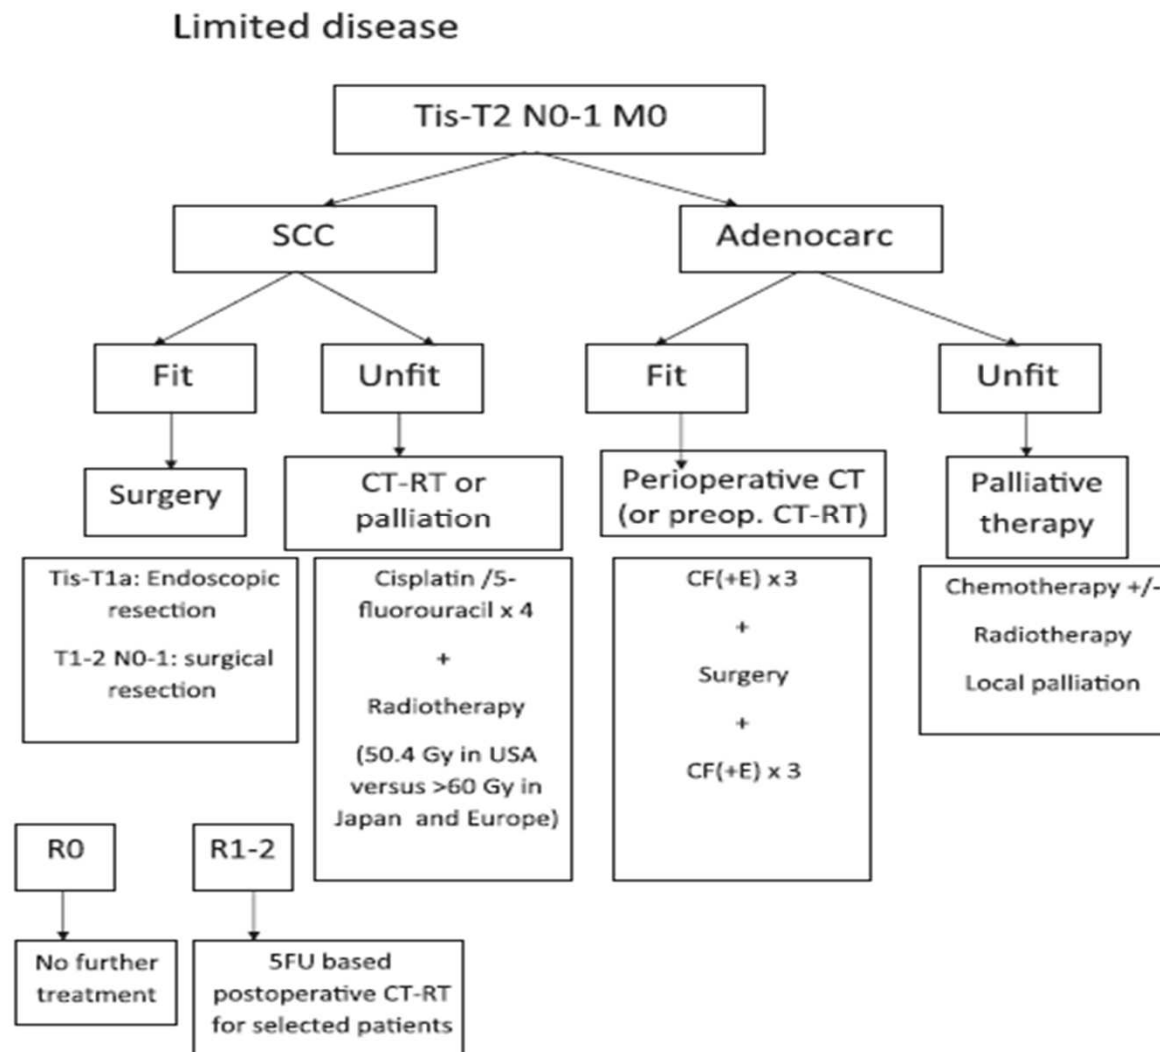 Limited disease
Tis-T2 N0-1 M0
SCC
Adenocarc
Fit
Unfit
Fit
Unfit
Surgery
CT-RT or
palliation
Perioperative CT
(or preop. CT-RT)
Palliative
therapy
Tis-T1a: Endoscopic
resection
T1-2 N0-1: surgical
resection
Cisplatin /5-
fluorouracil x 4
+
Radiotherapy
(50.4 Gy in USA
versus >60 Gy in
Japan and Europe)
CF(+E) x3
+
Surgery
+
CF(+E) x 3
Chemotherapy +/-
Radiotherapy
Local palliation
R0
R1-2
No further
treatment
5FU based
postoperative CT-RT
for selected patients